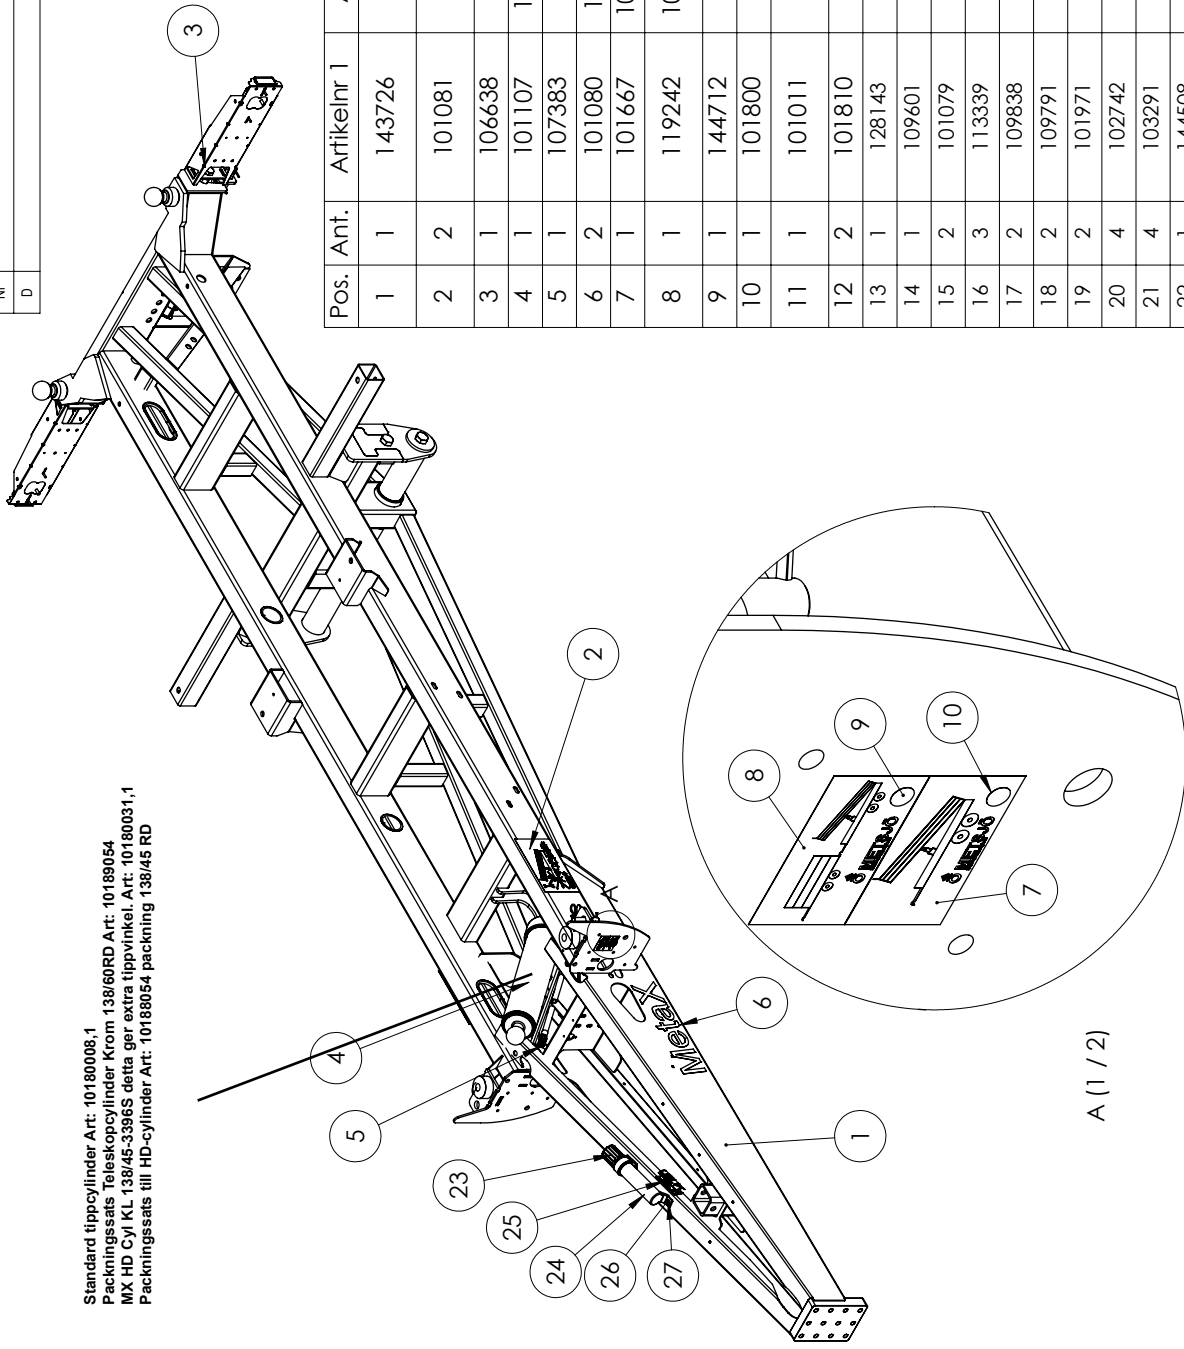 Standard tippcylinder Art: 10180008,1
Packningssats Teleskopcylinder Krom 138/60RD Art: 10189054
MX HD Cyl KL 138/45-3396S detta ger extra tippvinkel. Art: 10180031,1
Packningssats till HD-cylinder Art: 10188054 packning 138/45 RD
D
3
2
4
5
23
25
24
26
27
1
6
MetaX
A
8
9
10
7
METSJÖ
METSJÖ
A (1 / 2)
Pos. Ant. Artikelnr 1
1 1 143726
2 2 101081
3 1 106638
4 1 101107
5 1 107383
6 2 101080
7 1 101667
8 1 119242
9 1 144712
10 1 101800
11 1 101011
12 2 101810
13 1 128143
14 1 109601
15 2 101079
16 3 113339
17 2 109838
18 2 109791
19 2 101971
20 4 102742
21 4 103291
22 1 144508